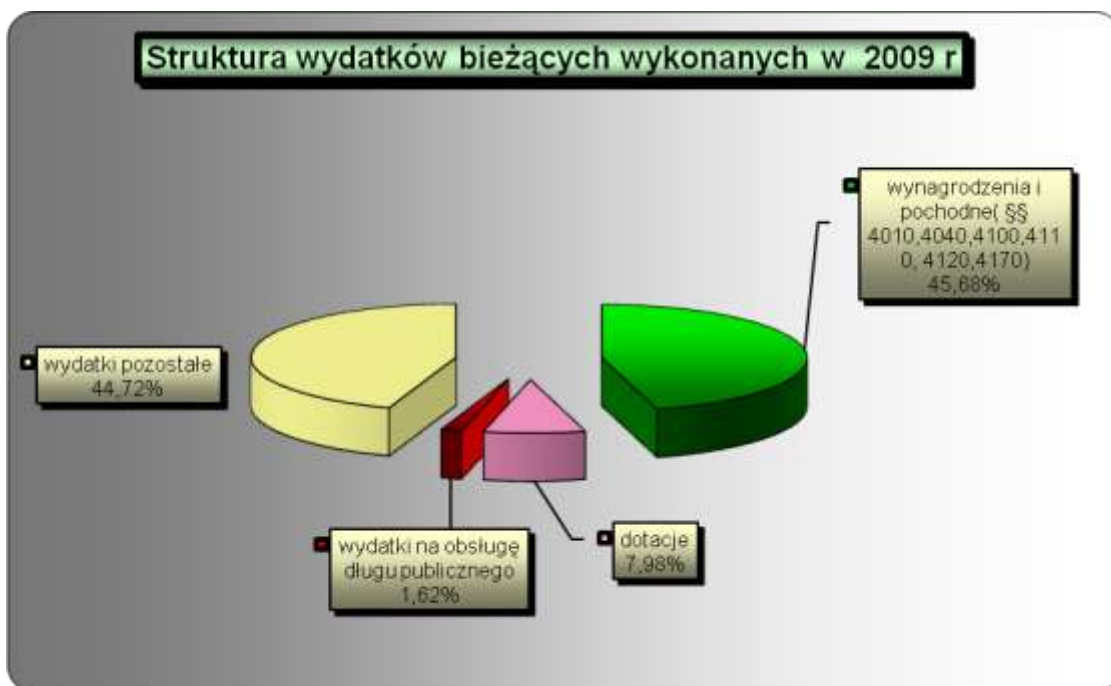 Struktura wydatków bieżących wykonanych w 2009 r
wynagrodzenia i
pochodne( §§
4010,4040,4100,411
0, 4120,4170)
45,68%
wydatki pozostałe
44,72%
wydatki na obsługę
długu publicznego
1,62%
dotacje
7,98%